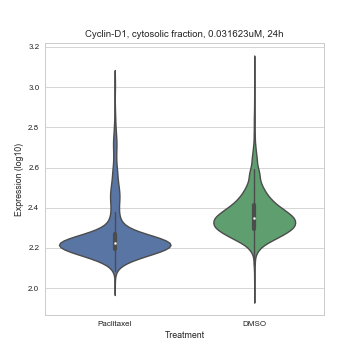 Cyclin-D1, cytosolic fraction, 0.031623uM, 24h
3.2
3.0
2.8
2.6
2.4
2.2
2.0
Expression (log10)
Paclitaxel DMSO
Treatment